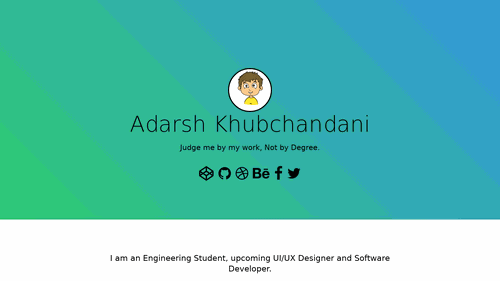 Adarsh Khubchandani
Judge me by my work, Not by Degree.
Bē
I am an Engineering Student, upcoming UI/UX Designer and Software
Developer.